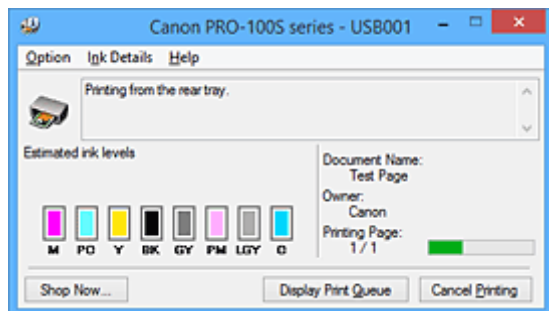 Canon PRO-100S series - USB001
Option Ink Details Help
Printing from the rear tray.
Estimated ink levels
M PC Y BK GY PM LGY C
Document Name:
Test Page
Owner:
Canon
Printing Page:
1 / 1
Shop Now... Display Print Queue Cancel Printing